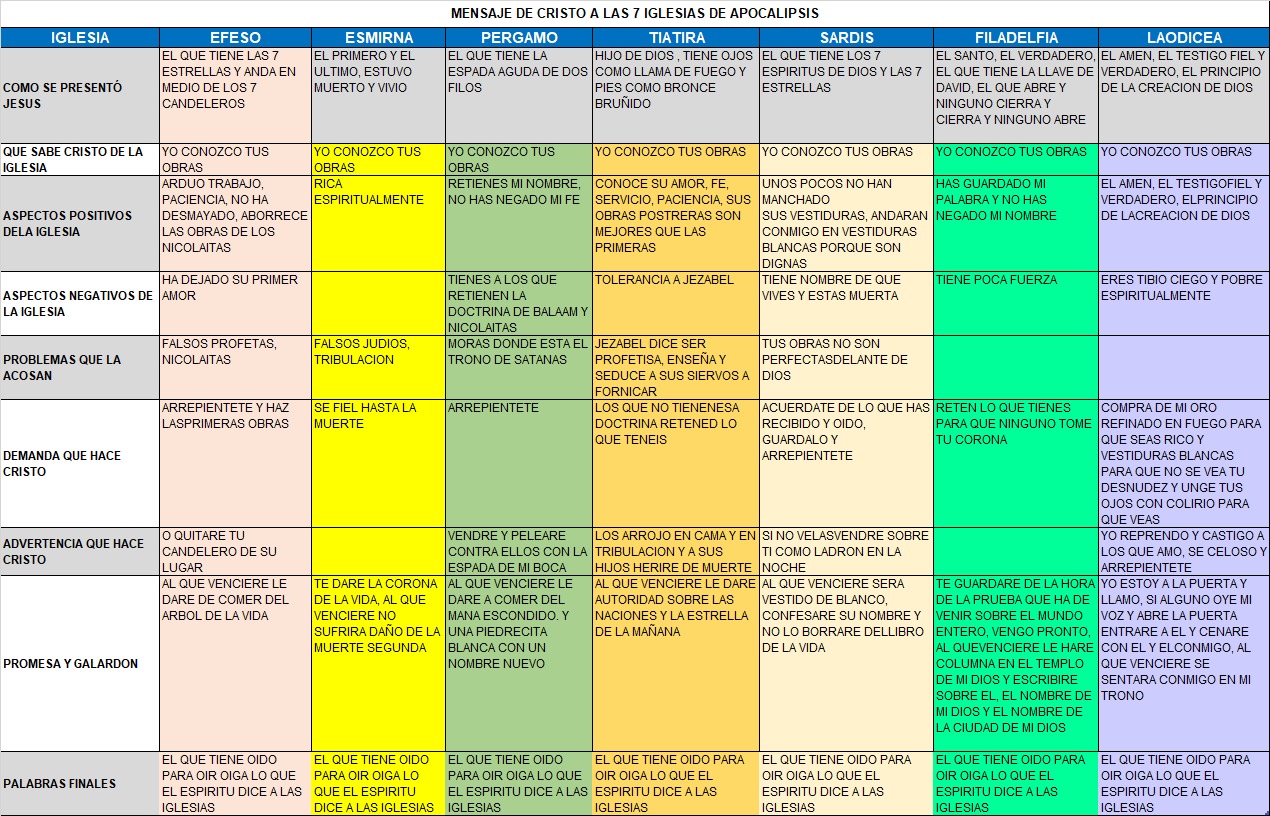 MENSAJE DE CRISTO A LAS 7 IGLESIAS DE APOCALIPSIS
IGLESIA
EFESO
ESMIRNA
PERGAMO
TIATIRA
SARDIS
FILADELFIA
LAODICEA
COMO SE PRESENTÓ
JESUS
EL QUE TIENE LAS 7
ESTRELLAS Y ANDA EN
MEDIO DE LOS 7
CANDELEROS
EL PRIMERO Y EL
ULTIMO, ESTUVO
MUERTO Y VIVIO
EL QUE TIENE LA
ESPADA AGUDA DE DOS
FILOS
HIJO DE DIOS , TIENE OJOS
COMO LLAMA DE FUEGO Y
PIES COMO BRONCE
BRUÑIDO
EL QUE TIENE LOS 7
ESPIRITUS DE DIOS Y LAS 7
ESTRELLAS
EL SANTO, EL VERDADERO,
EL QUE TIENE LA LLAVE DE
DAVID, EL QUE ABRE Y
NINGUNO CIERRA Y
CIERRA Y NINGUNO ABRE
EL AMEN, EL TESTIGO FIEL Y
VERDADERO, EL PRINCIPIO
DE LA CREACION DE DIOS
QUE SABE CRISTO DE LA
IGLESIA
YO CONOZCO TUS
OBRAS
YO CONOZCO TUS
OBRAS
YO CONOZCO TUS
OBRAS
YO CONOZCO TUS OBRAS
YO CONOZCO TUS OBRAS
YO CONOZCO TUS OBRAS
YO CONOZCO TUS OBRAS
ASPECTOS POSITIVOS
DELA IGLESIA
ARDUO TRABAJO,
PACIENCIA, NO HA
DESMAYADO, ABORRECE
LAS OBRAS DE LOS
NICOLAITAS
RICA
ESPIRITUALMENTE
RETIENES MI NOMBRE,
NO HAS NEGADO MI FE
CONOCE SU AMOR, FE,
SERVICIO, PACIENCIA, SUS
OBRAS POSTRERAS SON
MEJORES QUE LAS
PRIMERAS
UNOS POCOS NO HAN
MANCHADO
SUS VESTIDURAS, ANDARAN
CONMIGO EN VESTIDURAS
BLANCAS PORQUE SON
DIGNAS
HAS GUARDADO MI
PALABRA Y NO HAS
NEGADO MI NOMBRE
EL AMEN, EL TESTIGOFIEL Y
VERDADERO, ELPRINCIPIO
DE LACREACION DE DIOS
ASPECTOS NEGATIVOS DE
LA IGLESIA
HA DEJADO SU PRIMER
AMOR
TIENES A LOS QUE
RETIENEN LA
DOCTRINA DE BALAAM Y
NICOLAITAS
TOLERANCIA A JEZABEL
TIENE NOMBRE DE QUE
VIVES Y ESTAS MUERTA
TIENE POCA FUERZA
ERES TIBIO CIEGO Y POBRE
ESPIRITUALMENTE
PROBLEMAS QUE LA
ACOSAN
FALSOS PROFETAS,
NICOLAITAS
FALSOS JUDIOS,
TRIBULACION
MORAS DONDE ESTA EL
TRONO DE SATANAS
JEZABEL DICE SER
PROFETISA, ENSEÑA Y
SEDUCE A SUS SIERVOS A
FORNICAR
TUS OBRAS NO SON
PERFECTASDELANTE DE
DIOS
DEMANDA QUE HACE
CRISTO
ARREPIENTETE Y HAZ
LASPRIMERAS OBRAS
SE FIEL HASTA LA
MUERTE
ARREPIENTETE
LOS QUE NO TIENENESA
DOCTRINA RETENED LO
QUE TENEIS
ACUERDATE DE LO QUE HAS
RECIBIDO Y OIDO,
GUARDALO Y
ARREPIENTETE
RETEN LO QUE TIENES
PARA QUE NINGUNO TOME
TU CORONA
COMPRA DE MI ORO
REFINADO EN FUEGO PARA
QUE SEAS RICO Y
VESTIDURAS BLANCAS
PARA QUE NO SE VEA TU
DESNUDEZ Y UNGE TUS
OJOS CON COLIRIO PARA
QUE VEAS
ADVERTENCIA QUE HACE
CRISTO
O QUITARE TU
CANDELERO DE SU
LUGAR
VENDRE Y PELEARE
CONTRA ELLOS CON LA
ESPADA DE MI BOCA
LOS ARROJO EN CAMA Y EN
TRIBULACION Y A SUS
HIJOS HERIRE DE MUERTE
SI NO VELASVENDRE SOBRE
TI COMO LADRON EN LA
NOCHE
YO REPRENDO Y CASTIGO A
LOS QUE AMO, SE CELOSO Y
ARREPIENTETE
PROMESA Y GALARDON
AL QUE VENCIERE LE
DARE DE COMER DEL
ARBOL DE LA VIDA
TE DARE LA CORONA
DE LA VIDA, AL QUE
VENCIERE NO
SUFRIRA DAÑO DE LA
MUERTE SEGUNDA
AL QUE VENCIERE LE
DARE A COMER DEL
MANA ESCONDIDO. Y
UNA PIEDRECITA
BLANCA CON UN
NOMBRE NUEVO
AL QUE VENCIERE LE DARE
AUTORIDAD SOBRE LAS
NACIONES Y LA ESTRELLA
DE LA MAÑANA
AL QUE VENCIERE SERA
VESTIDO DE BLANCO,
CONFESARE SU NOMBRE Y
NO LO BORRARE DELLIBRO
DE LA VIDA
TE GUARDARE DE LA HORA
DE LA PRUEBA QUE HA DE
VENIR SOBRE EL MUNDO
ENTERO, VENGO PRONTO,
AL QUEVENCIERE LE HARE
COLUMNA EN EL TEMPLO
DE MI DIOS Y ESCRIBIRE
SOBRE EL, EL NOMBRE DE
MI DIOS Y EL NOMBRE DE
LA CIUDAD DE MI DIOS
YO ESTOY A LA PUERTA Y
LLAMO, SI ALGUNO OYE MI
VOZ Y ABRE LA PUERTA
ENTRARE A EL Y CENARE
CON EL Y ELCONMIGO, AL
QUE VENCIERE SE
SENTARA CONMIGO EN MI
TRONO
PALABRAS FINALES
EL QUE TIENE OIDO
PARA OIR OIGA LO QUE
EL ESPIRITU DICE A LAS
IGLESIAS
EL QUE TIENE OIDO
PARA OIR OIGA LO
QUE EL ESPIRITU
DICE A LAS IGLESIAS
EL QUE TIENE OIDO
PARA OIR OIGA LO QUE
EL ESPIRITU DICE A LAS
IGLESIAS
EL QUE TIENE OIDO PARA
OIR OIGA LO QUE EL
ESPIRITU DICE A LAS
IGLESIAS
EL QUE TIENE OIDO PARA
OIR OIGA LO QUE EL
ESPIRITU DICE A LAS
IGLESIAS
EL QUE TIENE OIDO PARA
OIR OIGA LO QUE EL
ESPIRITU DICE A LAS
IGLESIAS
EL QUE TIENE OIDO PARA
OIR OIGA LO QUE EL
ESPIRITU DICE A LAS
IGLESIAS